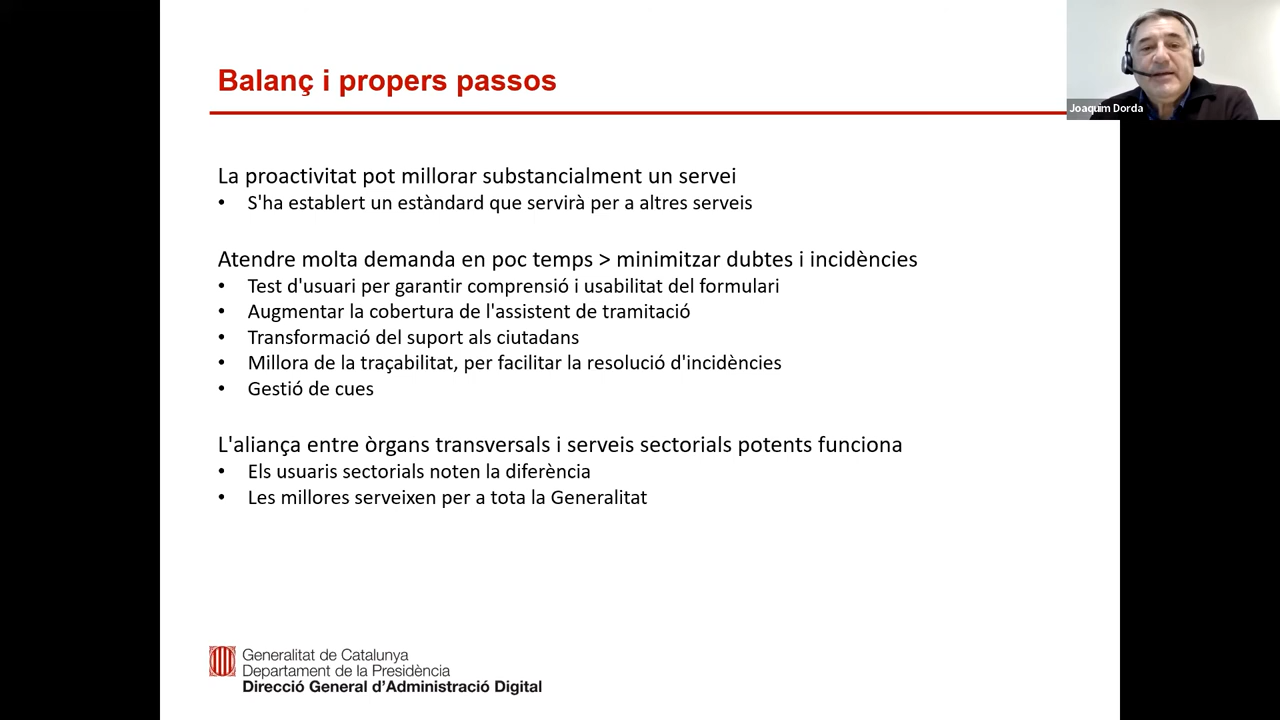 Balanç i propers passos
Joaquim Dorda
La proactivitat pot millorar substancialment un servei
• S'ha establert un estàndard que servirà per a altres serveis
Atendre molta demanda en poc temps > minimitzar dubtes i incidències
• Test d'usuari per garantir comprensió i usabilitat del formulari
• Augmentar la cobertura de l'assistent de tramitació
• Transformació del suport als ciutadans
• Millora de la traçabilitat, per facilitar la resolució d'incidències
• Gestió de cues
L'aliança entre òrgans transversals i serveis sectorials potents funciona
• Els usuaris sectorials noten la diferència
• Les millores serveixen per a tota la Generalitat
Generalitat de Catalunya
Departament de la Presidència
Direcció General d'Administració Digital